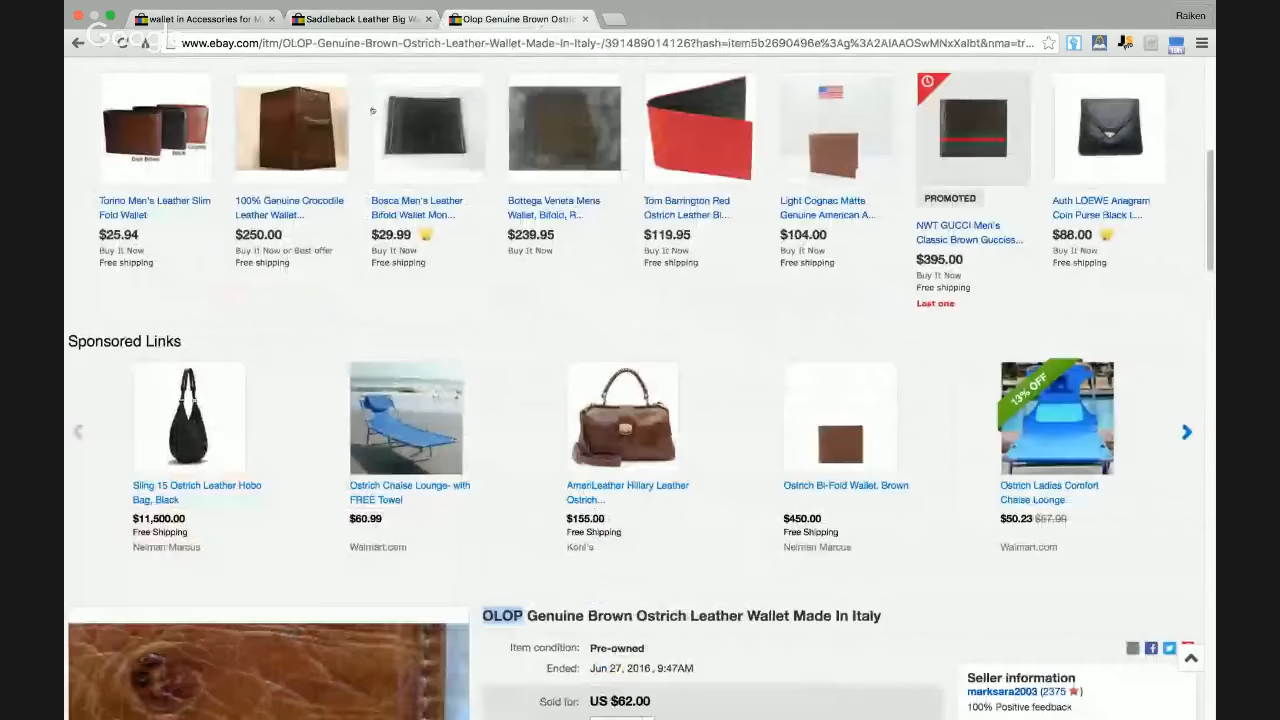 wallet in Accessories for M
Saddleback Leather Big Wa
Olop Genuine Brown Ostric
Raiken
Google
www.ebay.com/itm/OLOP-Genuine-Brown-Ostrich-Leather-Wallet-Made-In-Italy-/391489014126?hash=item5b2690496e%3Ag%3A2AIAAOSwMNxXaIbt&nma=tr...
Dark Brown
Black
Cognac
Torino Men's Leather Slim
Fold Wallet
$25.94
Buy It Now
Free shipping
100% Genuine Crocodile
Leather Wallet...
$250.00
Buy It Now or Best offer
Free shipping
Bosca Men's Leather
Bifold Wallet Mon...
$29.99
Buy It Now
Free shipping
Bottega Veneta Mens
Wallet, Bifold, R...
$239.95
Buy It Now
Tom Barrington Red
Ostrich Leather Bi...
$119.95
Buy It Now
Free shipping
Light Cognac Matte
Genuine American A...
$104.00
Buy It Now
Free shipping
PROMOTED
NWT GUCCI Men's
Classic Brown Gucciss...
$395.00
Buy It Now
Free shipping
Last one
Auth LOEWE Anagram
Coin Purse Black L...
$88.00
Buy It Now
Free shipping
Sponsored Links
Sling 15 Ostrich Leather Hobo
Bag, Black
$11,500.00
Free Shipping
Neiman Marcus
Ostrich Chaise Lounge- with
FREE Towel
$60.99
Walmart.com
AmeriLeather Hillary Leather
Ostrich...
$155.00
Free Shipping
Kohl's
Ostrich Bi-Fold Wallet, Brown
$450.00
Free Shipping
Neiman Marcus
13% OFF
Ostrich Ladies Comfort
Chaise Lounge
$50.23 $57.98
Walmart.com
OLOP Genuine Brown Ostrich Leather Wallet Made In Italy
Item condition: Pre-owned
Ended: Jun 27, 2016 , 9:47AM
Sold for: US $62.00
Seller information
marksara2003 (2375 )
100% Positive feedback